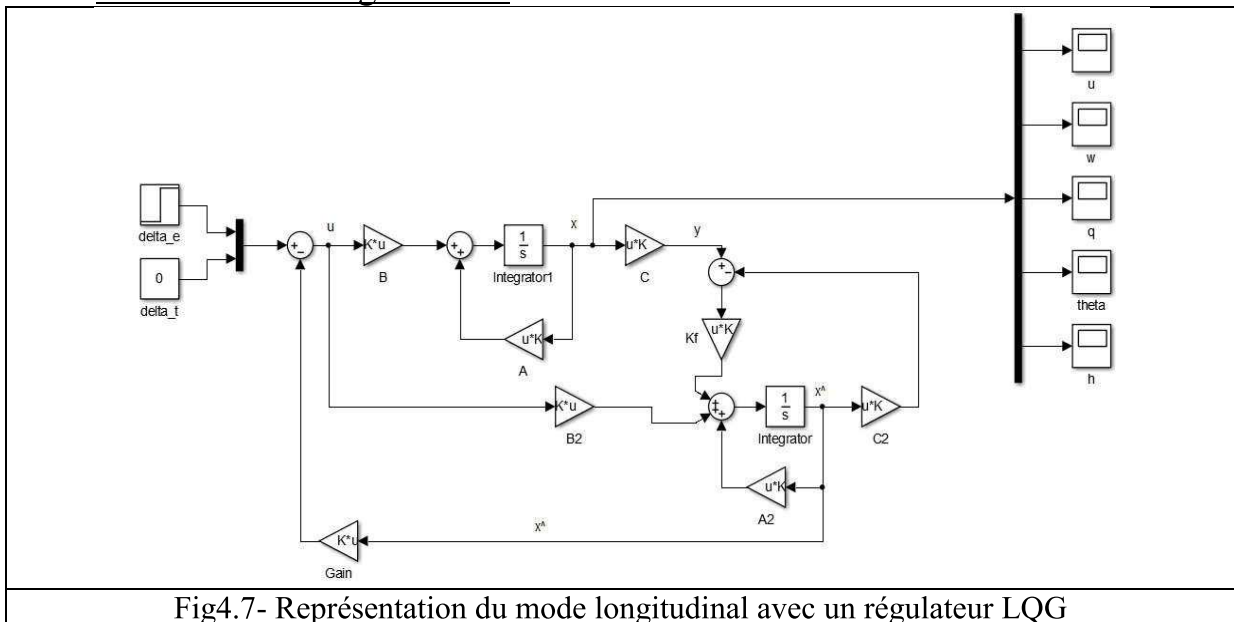 u
w
q
theta
h
delta_e
0
delta_t
+
−
u
K*u
B
+
+
1
s
Integrator1
x
u*K
C
y
+
−
u*K
A
Kf
u*K
K*u
B2
+
+
+
1
s
Integrator
x^
u*K
C2
u*K
A2
x^
K*u
Gain
Fig4.7- Représentation du mode longitudinal avec un régulateur LQG